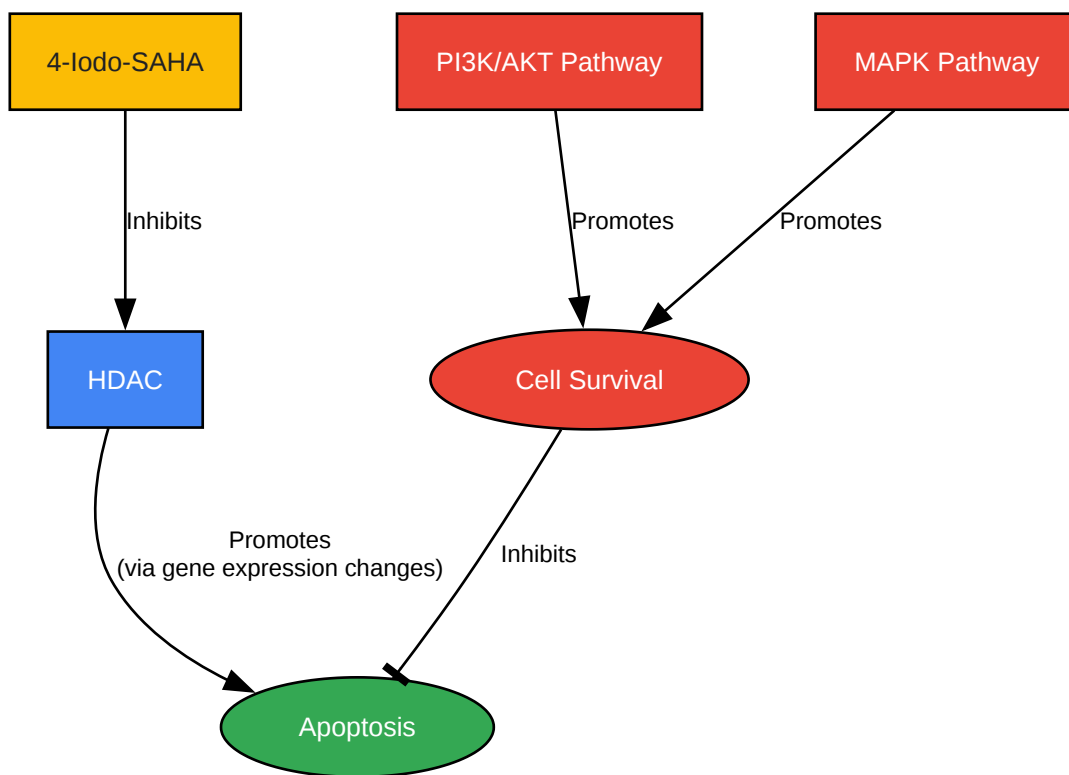 4-Iodo-SAHA
PI3K/AKT Pathway
MAPK Pathway
Inhibits
Promotes
Promotes
HDAC
Cell Survival
Promotes
(via gene expression changes)
Inhibits
Apoptosis